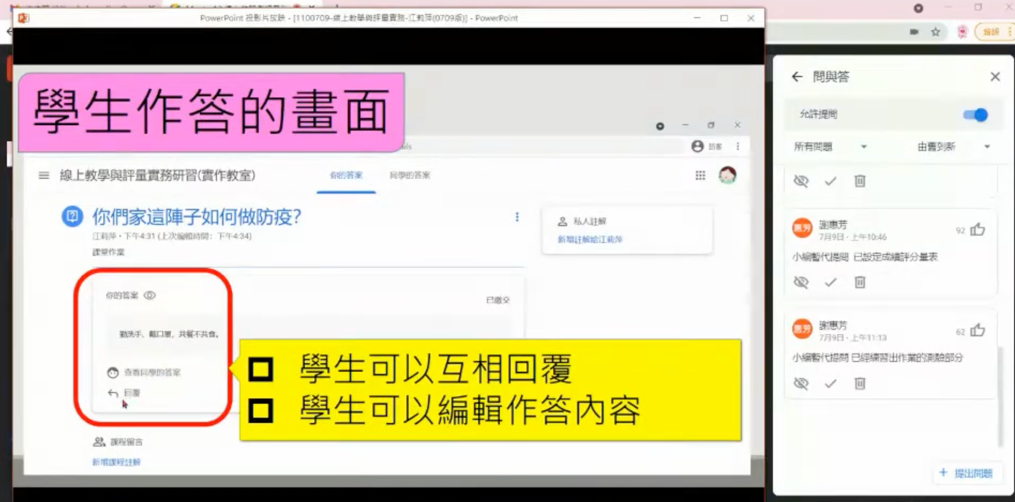 PowerPoint 投影片放映 - [1100709-線上教學與評量實務-江莉萍(0709版)] - PowerPoint
學生作答的畫面
訪客
線上教學與評量實務研習(實作教室)
你的答案
同學的答案
你們家這陣子如何做防疫?
江莉萍・下午4:31 (上次編輯時間：下午4:34)
課堂作業
私人註解
新增註解給江莉萍
你的答案
已繳交
勤洗手、戴口罩、共餐不共食。
查看同學的答案
回覆
學生可以互相回覆
學生可以編輯作答內容
課程留言
新增課程註解
問與答
允許提問
所有問題
由舊到新
惠芳
謝惠芳
7月9日・上午10:46
92
小編暫代提問 已設定成績評分量表
惠芳
謝惠芳
7月9日・上午11:13
62
小編暫代提問 已經練習出作業的測驗部分
提出問題